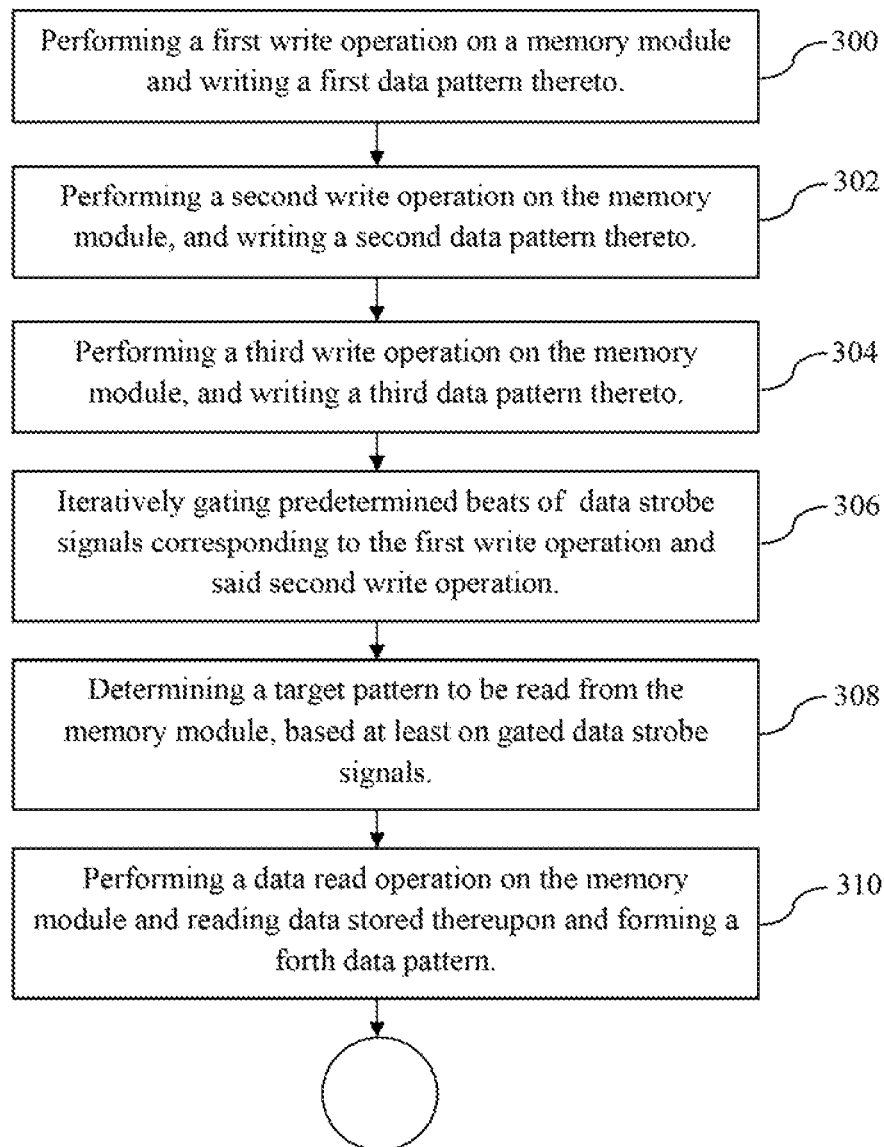 Performing a first write operation on a memory module
and writing a first data pattern thereto.
300
Performing a second write operation on the memory
module, and writing a second data pattern thereto.
302
Performing a third write operation on the memory
module, and writing a third data pattern thereto.
304
Iteratively gating predetermined beats of data strobe
signals corresponding to the first write operation and
said second write operation.
306
Determining a target pattern to be read from the
memory module, based at least on gated data strobe
signals.
308
Performing a data read operation on the memory
module and reading data stored thereupon and forming a
forth data pattern.
310